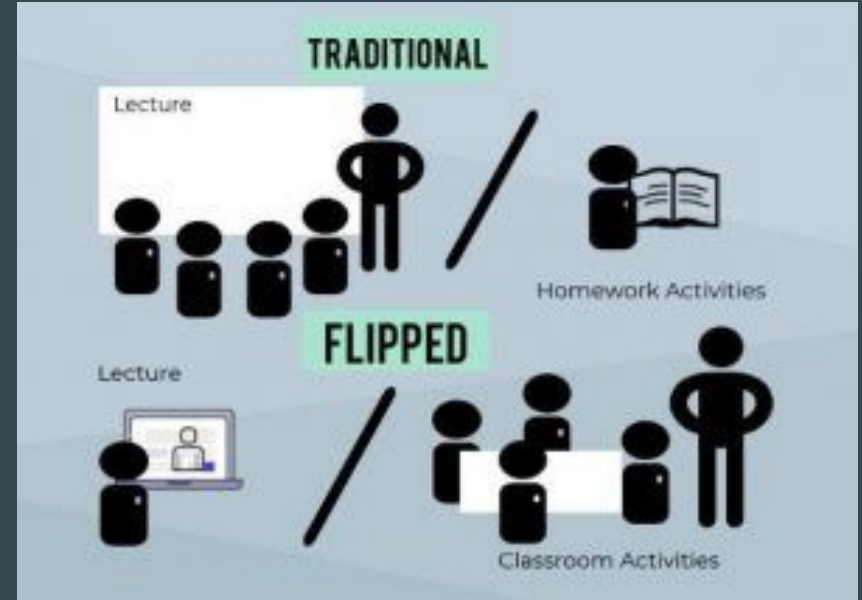 TRADITIONAL
Lecture
Homework Activities
FLIPPED
Lecture
Classroom Activities